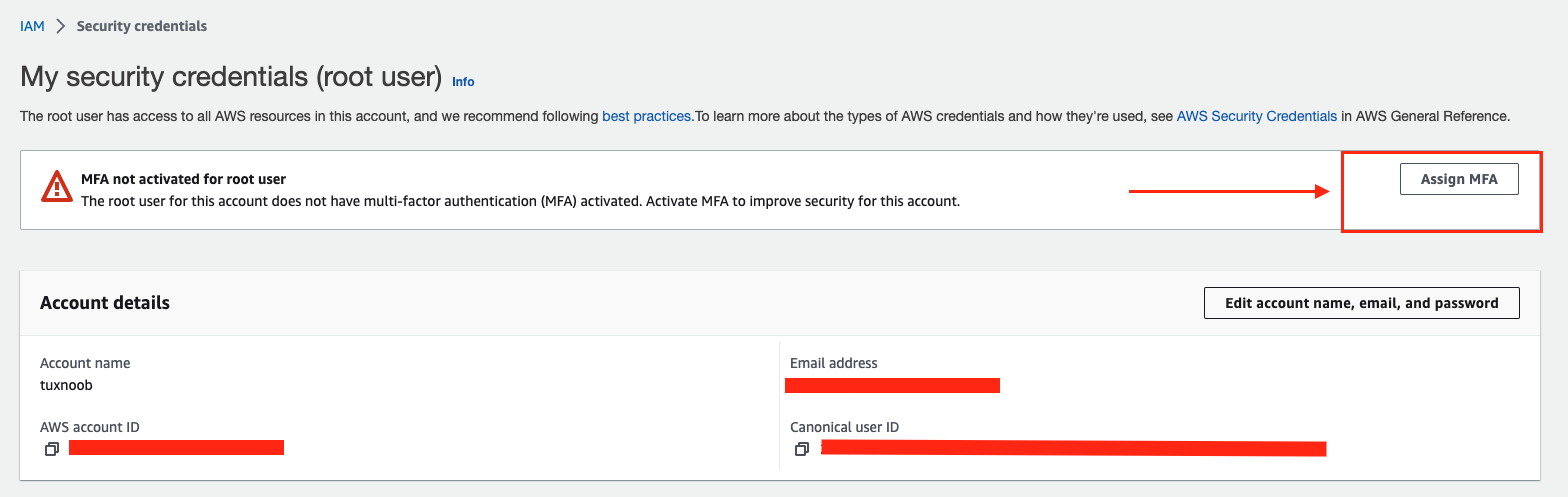 IAM > Security credentials
My security credentials (root user) Info
The root user has access to all AWS resources in this account, and we recommend following best practices.To learn more about the types of AWS credentials and how they're used, see AWS Security Credentials in AWS General Reference.
MFA not activated for root user
The root user for this account does not have multi-factor authentication (MFA) activated. Activate MFA to improve security for this account.
Assign MFA
Account details
Edit account name, email, and password
Account name
tuxnoob
Email address
AWS account ID
Canonical user ID